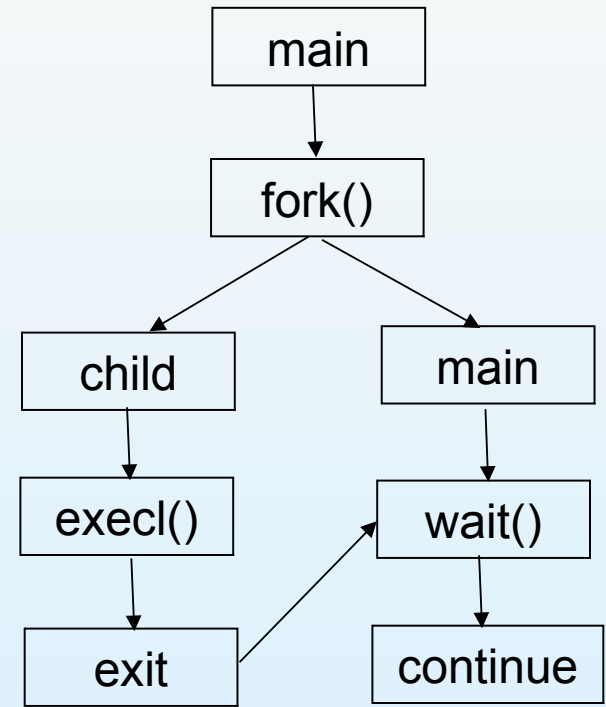 main
fork()
child
main
execl()
wait()
exit
continue